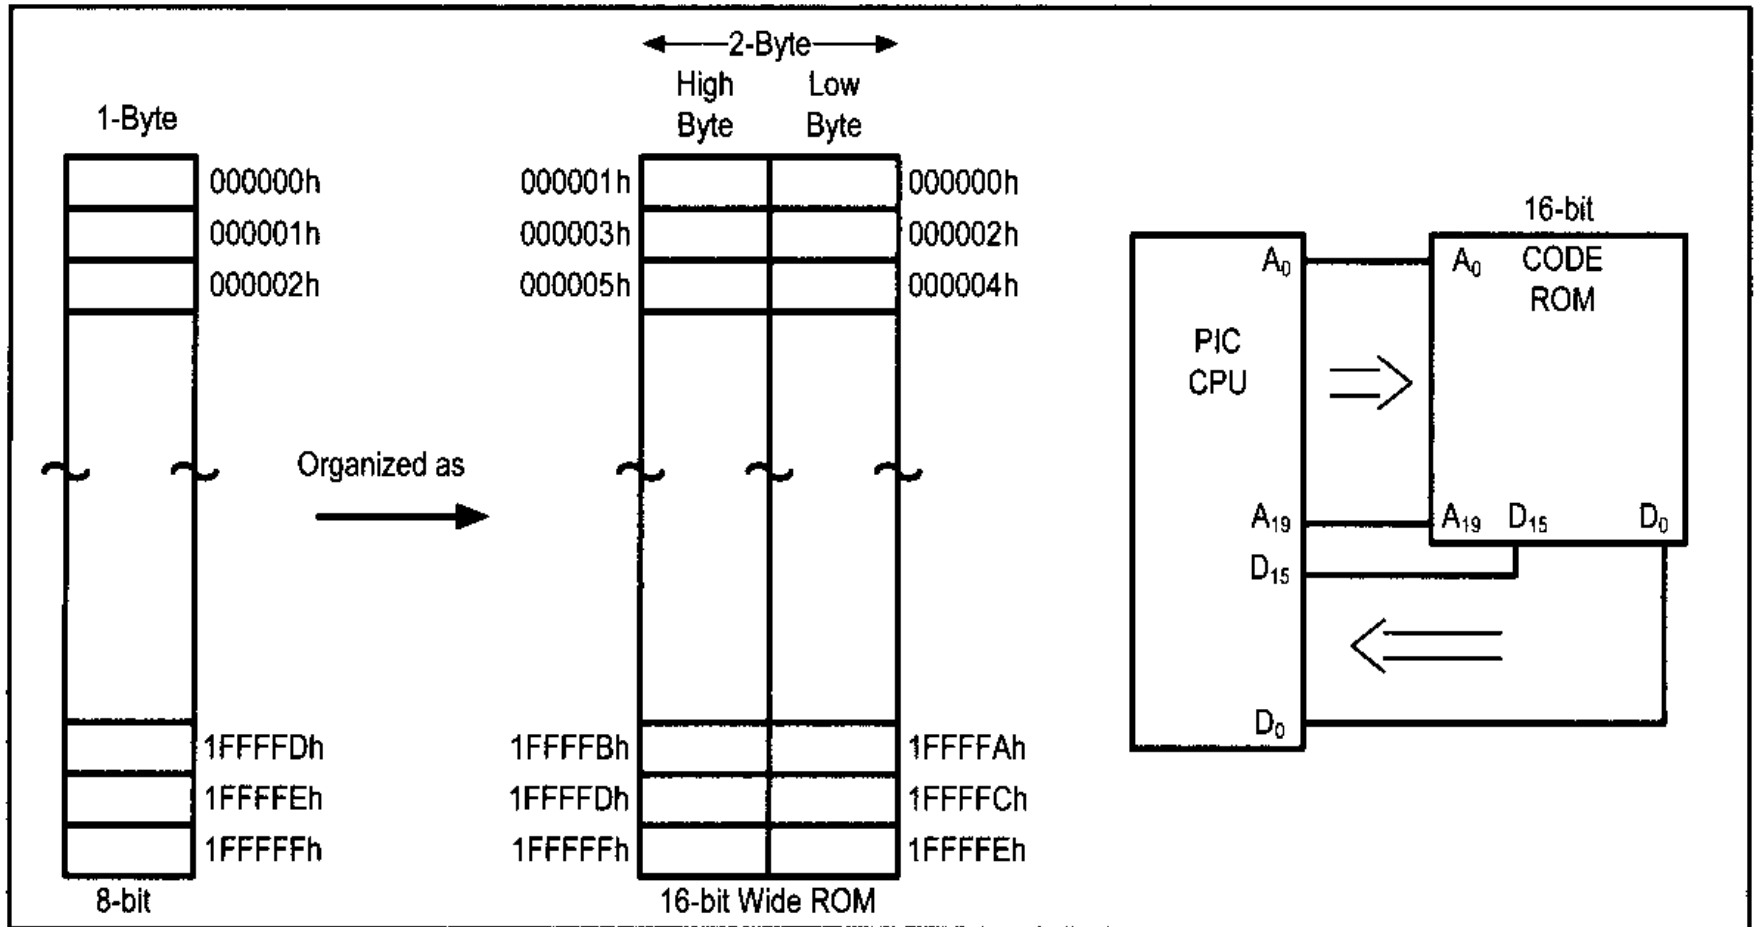 1-Byte
000000h
000001h
000002h
1FFFFDh
1FFFFEh
1FFFFFh
8-bit
Organized as
2-Byte
High Byte
Low Byte
000001h
000003h
000005h
000000h
000002h
000004h
1FFFFBh
1FFFFDh
1FFFFFh
1FFFFAh
1FFFFCh
1FFFFEh
16-bit Wide ROM
PIC
CPU
A0
A19
D15
D0
16-bit
CODE
ROM
A0
A19
D15
D0